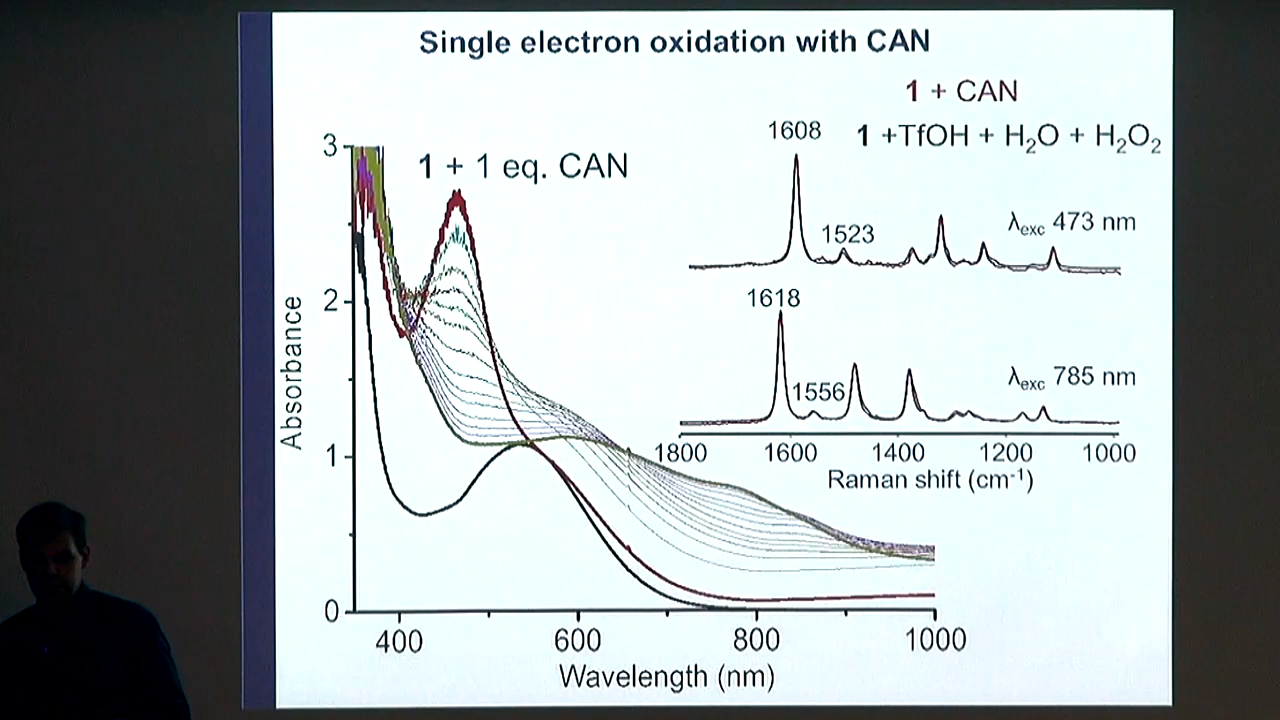 Single electron oxidation with CAN
1 + CAN
1 +TfOH + H₂O + H₂O₂
1 + 1 eq. CAN
1608
1523
λexc 473 nm
1618
1556
λexc 785 nm
1800 1600 1400 1200 1000
Raman shift (cm⁻¹)
3
2
1
0
Absorbance
400 600 800 1000
Wavelength (nm)